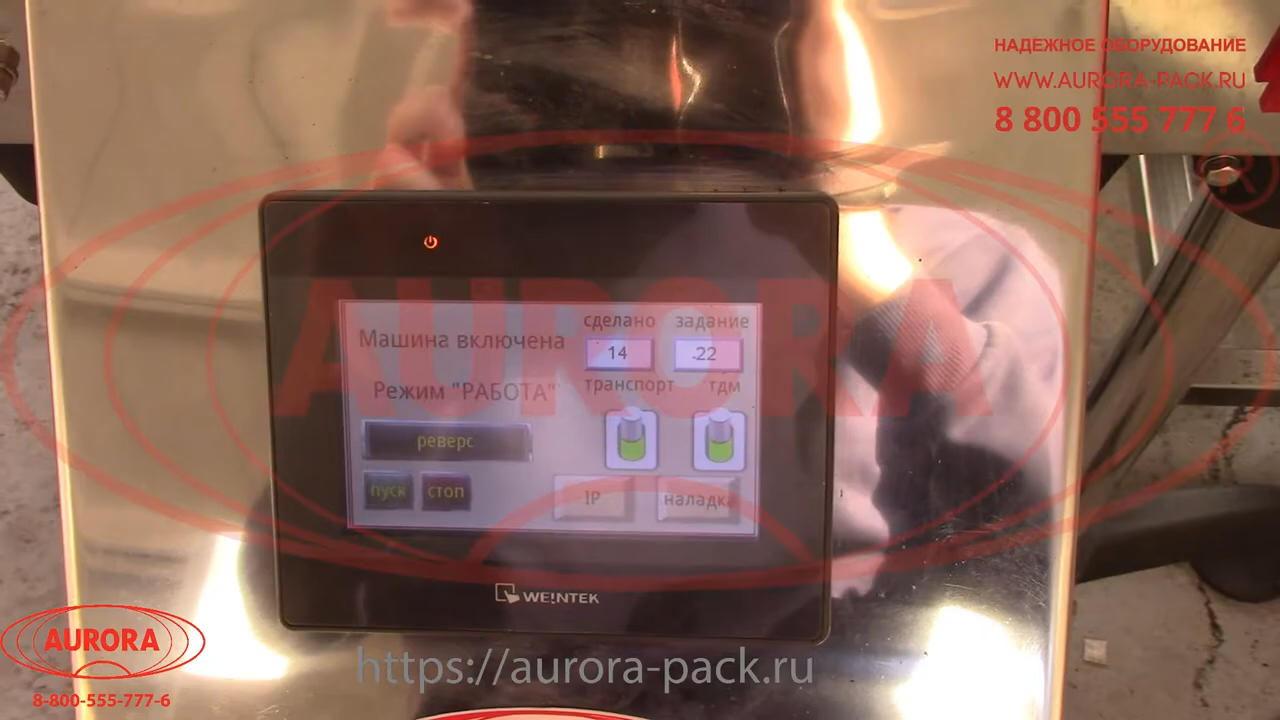 НАДЕЖНОЕ ОБОРУДОВАНИЕ
WWW.AURORA-PACK.RU
8 800 555 777 6
®
AURORA
сделано задание
Машина включена
14 22
транспорт гдм
Режим "РАБОТА"
реверс
пуск стоп
IP наладка
WEINTEK
https://aurora-pack.ru
AURORA
8-800-555-777-6